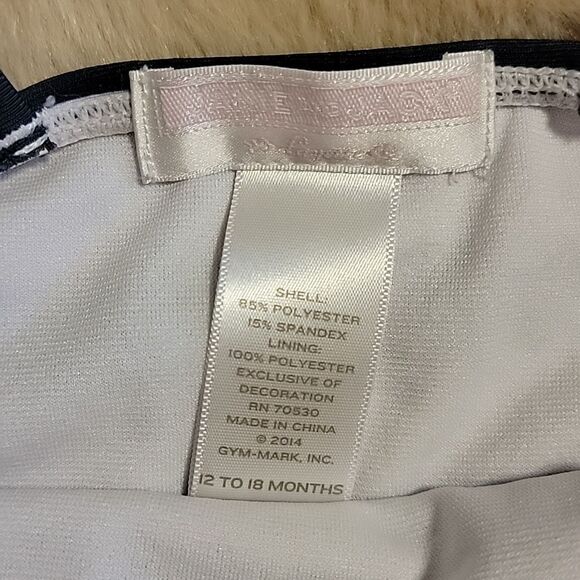 SHELL:
85% POLYESTER
15% SPANDEX
LINING:
100% POLYESTER
EXCLUSIVE OF
DECORATION
RN 70530
MADE IN CHINA
© 2014
GYM-MARK, INC.
12 TO 18 MONTHS